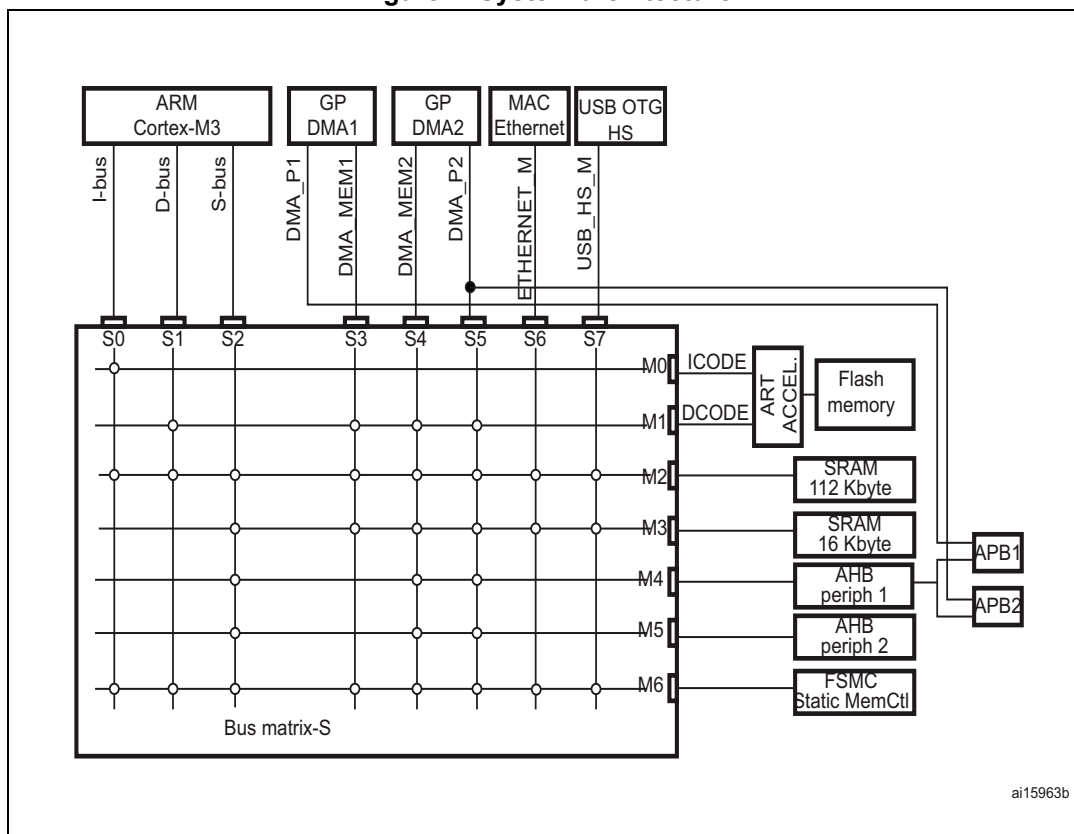 ARM
Cortex-M3
GP
DMA1
GP
DMA2
MAC
Ethernet
USB OTG
HS
I-bus
D-bus
S-bus
DMA_P1
DMA_MEM1
DMA_MEM2
DMA_P2
ETHERNET_M
USB_HS_M
S0 S1 S2 S3 S4 S5 S6 S7
M0
ICODE
M1
DCODE
ART
ACCEL.
Flash
memory
M2
SRAM
112 Kbyte
M3
SRAM
16 Kbyte
M4
AHB
periph 1
M5
AHB
periph 2
M6
FSMC
Static MemCtl
APB1
APB2
Bus matrix-S
ai15963b